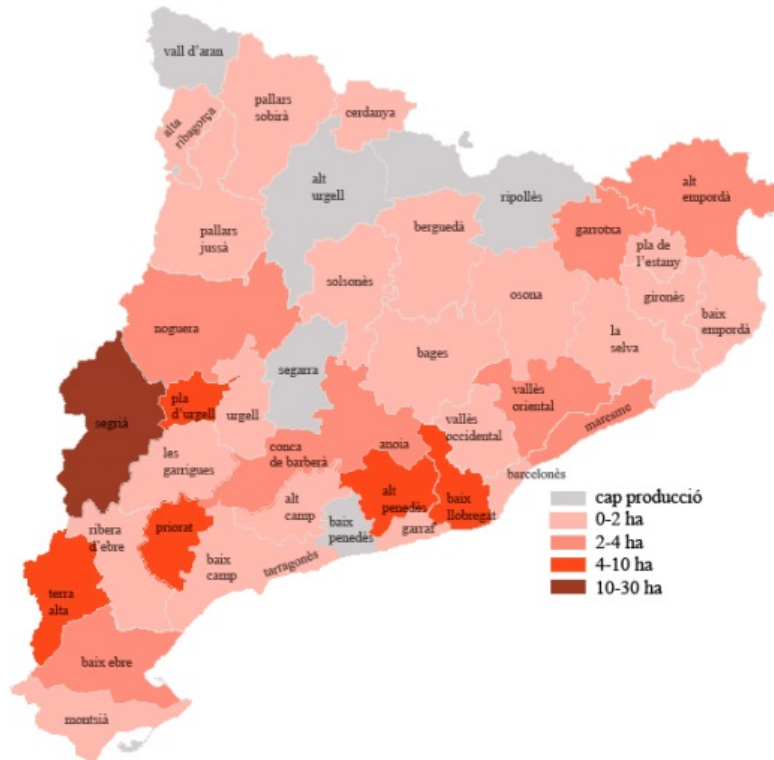 vall d'aran
pallars
sobirà
cerdanya
alta
ribagorça
alt
urgell
ripollès
alt
empordà
garrotxa
berguedà
pla de
l'estany
pallars
jussà
solsonès
osona
gironès
baix
empordà
noguera
la
selva
bages
segarra
vallès
oriental
pla
d'urgell
urgell
segrià
maresme
vallès
occidental
anoia
conca
de barberà
les
garrigues
barcelonès
alt
penedès
baix
llobregat
alt
camp
priorat
ribera
d'ebre
baix
penedès
garraf
baix
camp
tarragonès
terra
alta
baix ebre
montsià
cap producció
0-2 ha
2-4 ha
4-10 ha
10-30 ha